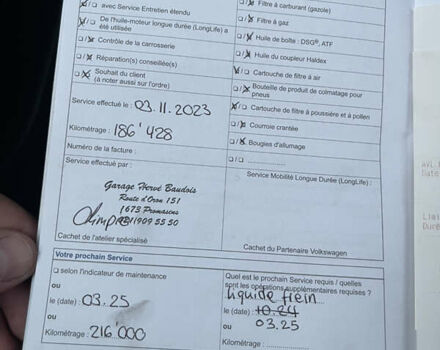 avec Service Entretien étendu
De l'huile-moteur longue durée (LongLife) a
été utilisée
Contrôle de la carrosserie
Réparation(s) conseillée(s)
Souhait du client
(à noter aussi sur l'ordre)
Service effectué le : 03.11.2023
Kilométrage : 186'428
Numéro de la facture :
Service effectué par :
Garage Hervé Baudois
Route d'Oron 151
1673 Promasens
909 55 50
Cachet de l'atelier spécialisé
Filtre à carburant (gazole)
Filtre à gaz
Huile de boîte : DSG®, ATF
Huile du coupleur Haldex
Cartouche de filtre à air
Bouteille de produit de colmatage pour
pneus
Cartouche de filtre à poussière et à pollen
Courroie crantée
Bougies d'allumage
Service Mobilité Longue Durée (LongLife) :
Cachet du Partenaire Volkswagen
Votre prochain Service
selon l'indicateur de maintenance
ou
le (date) : 03.25
ou
Kilométrage : 216'000
Quel est le prochain Service requis / quelles
sont les opérations supplémentaires requises ?
liquide frein
le (date) : 10.24
ou 03.25
Kilométrage :